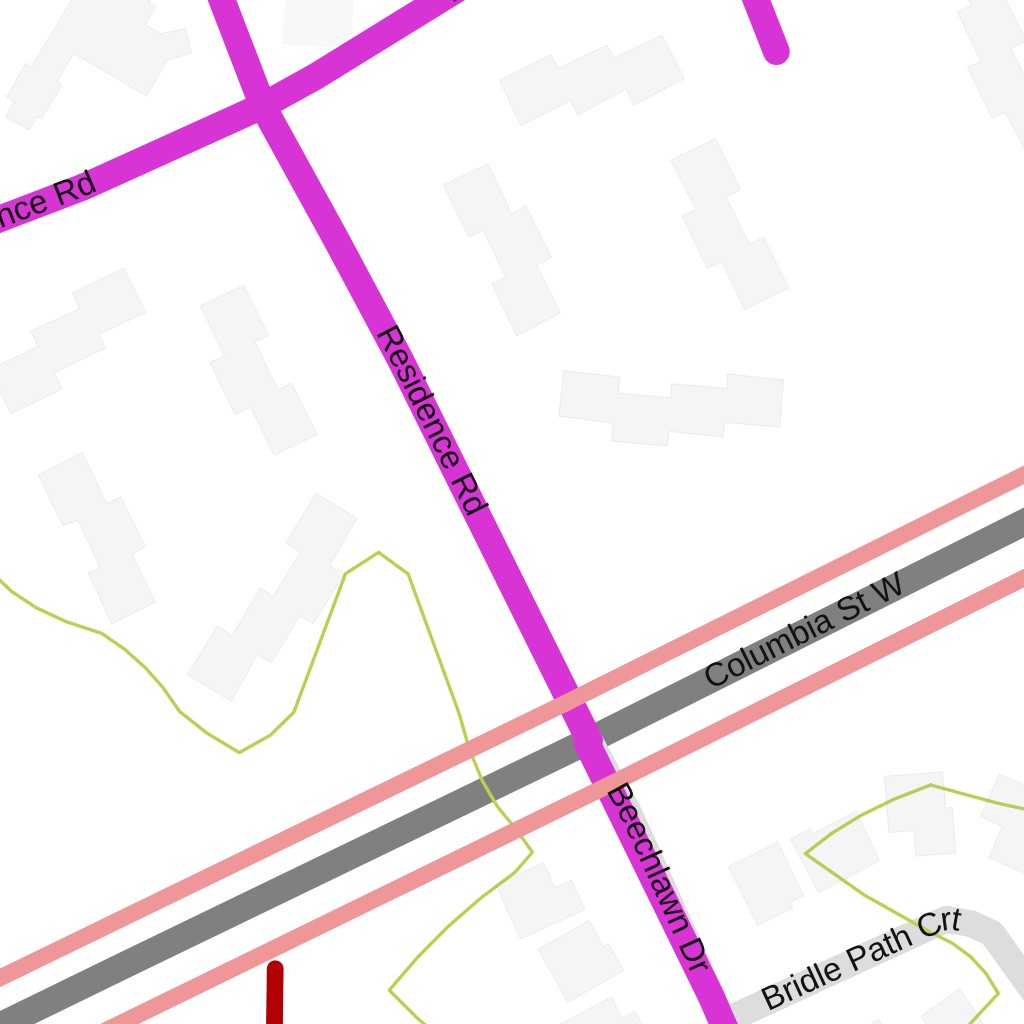 nce Rd
Residence Rd
Columbia St W
Beechlawn Dr
Bridle Path Crt